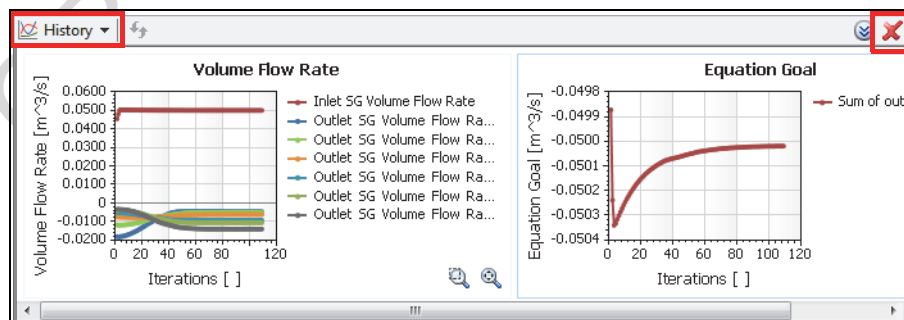 History
Volume Flow Rate
Volume Flow Rate [m^3/s]
0.0600
0.0500
0.0400
0.0300
0.0200
0.0100
0
-0.0100
-0.0200
0 20 40 60 80 120
Iterations [ ]
Inlet SG Volume Flow Rate
Outlet SG Volume Flow Ra...
Outlet SG Volume Flow Ra...
Outlet SG Volume Flow Ra...
Outlet SG Volume Flow Ra...
Outlet SG Volume Flow Ra...
Outlet SG Volume Flow Ra...
Equation Goal
Equation Goal [m^3/s]
-0.0498
-0.0499
-0.0500
-0.0501
-0.0502
-0.0503
-0.0504
0 20 40 60 80 100 120
Iterations [ ]
Sum of out